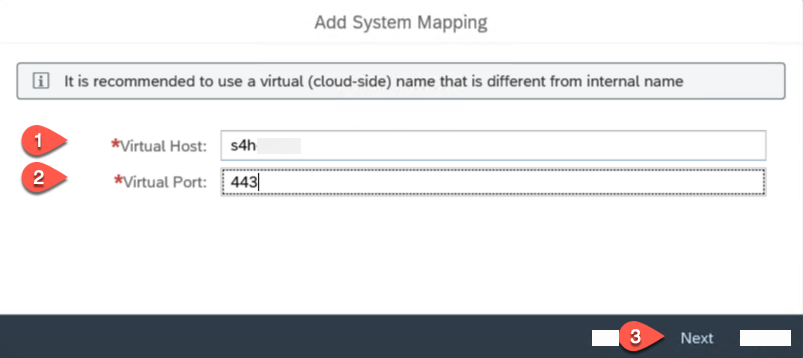 Add System Mapping
i It is recommended to use a virtual (cloud-side) name that is different from internal name
1 *Virtual Host: s4h
2 *Virtual Port: 443
3 Next